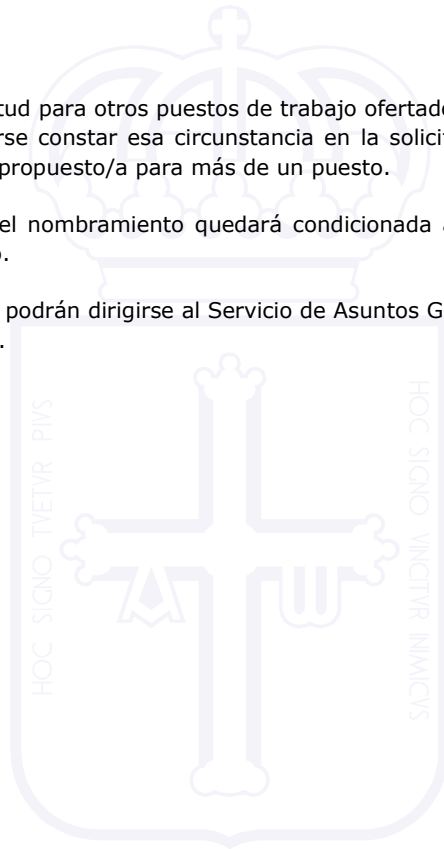 tud para otros puestos de trabajo ofertado
rse constar esa circunstancia en la solicit
propuesto/a para más de un puesto.
el nombramiento quedará condicionada a
.
podrán dirigirse al Servicio de Asuntos G
.
HOC SIGNO TVETVR PIVS
HOC SIGNO VINCITVR INIMICVS